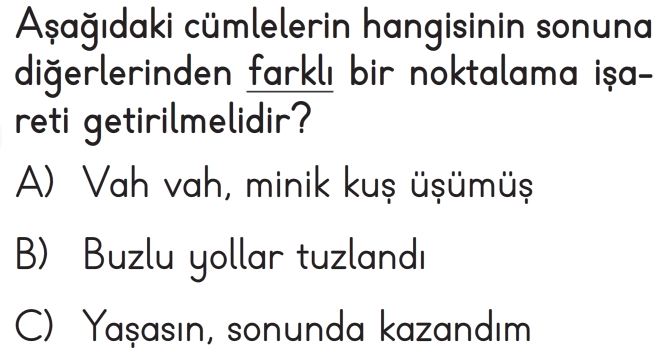 Aşağıdaki cümlelerin hangisinin sonuna
diğerlerinden farklı bir noktalama işa-
reti getirilmelidir?
A) Vah vah, minik kuş üşümüş
B) Buzlu yollar tuzlandı
C) Yaşasın, sonunda kazandım